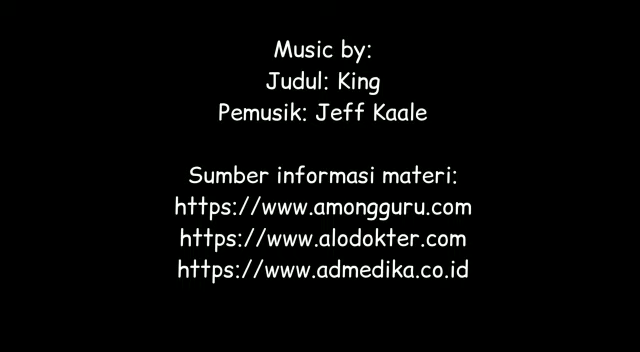 Music by:
Judul: King
Pemusik: Jeff Kaale
Sumber informasi materi:
https://www.amongguru.com
https://www.alodokter.com
https://www.admedika.co.id